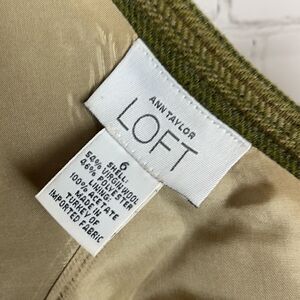 ANN TAYLOR
LOFT
6
SHELL:
54% VIRGIN WOOL
46% POLYESTER
LINING:
100% ACETATE
MADE IN
TURKEY OF
IMPORTED FABRIC